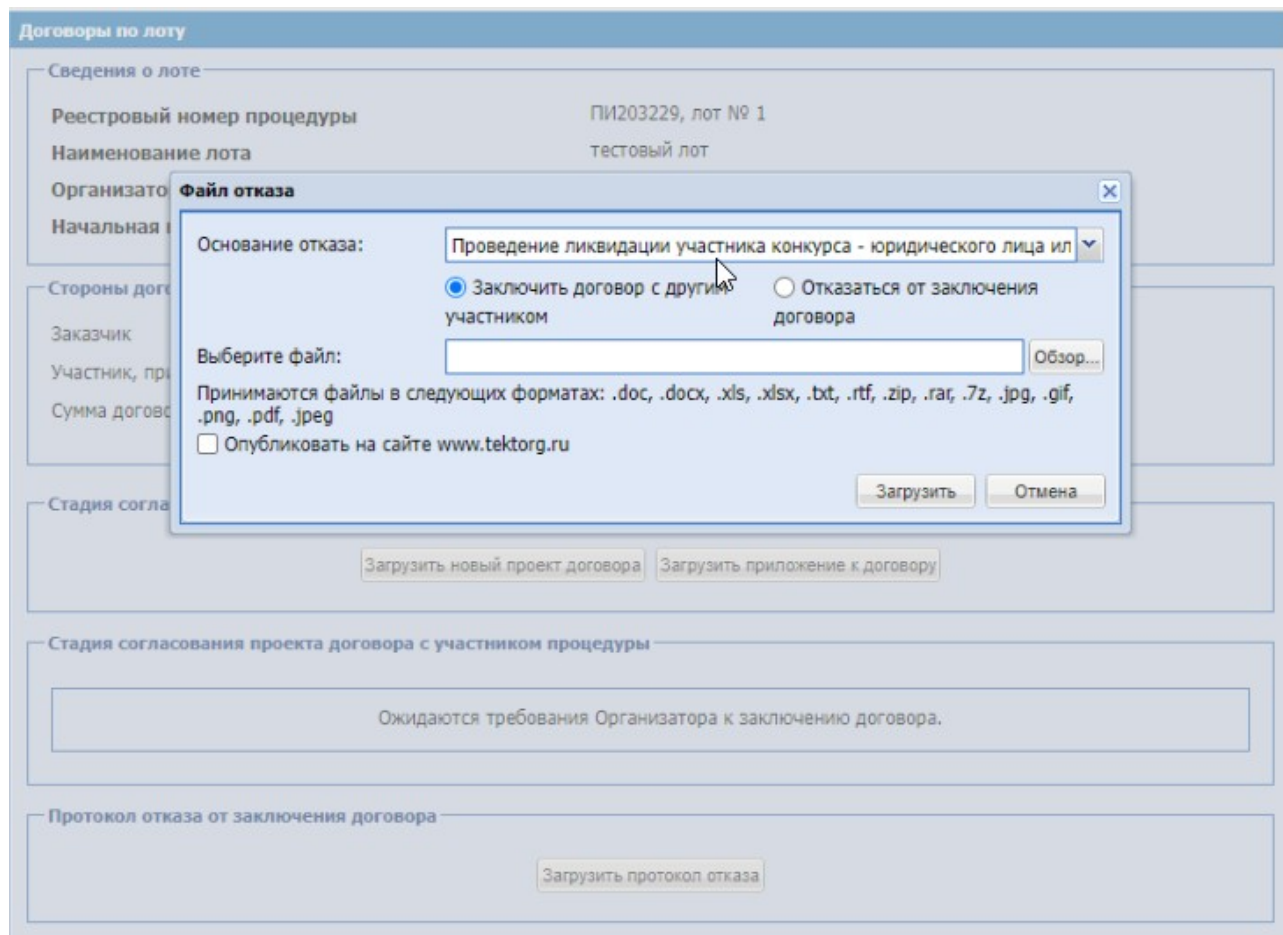 Договоры по лоту
Сведения о лоте
Реестровый номер процедуры ПИ203229, лот № 1
Наименование лота тестовый лот
Организато
Начальная
Файл отказа
Основание отказа: Проведение ликвидации участника конкурса - юридического лица ил
Заключить договор с другим Отказаться от заключения
участником договора
Выберите файл: Обзор...
Принимаются файлы в следующих форматах: .doc, .docx, .xls, .xlsx, .txt, .rtf, .zip, .rar, .7z, .jpg, .gif,
.png, .pdf, .jpeg
Опубликовать на сайте www.tektorg.ru
Загрузить Отмена
Стороны дого
Заказчик
Участник, при
Сумма догово
Стадия согла
Загрузить новый проект договора Загрузить приложение к договору
Стадия согласования проекта договора с участником процедуры
Ожидаются требования Организатора к заключению договора.
Протокол отказа от заключения договора
Загрузить протокол отказа